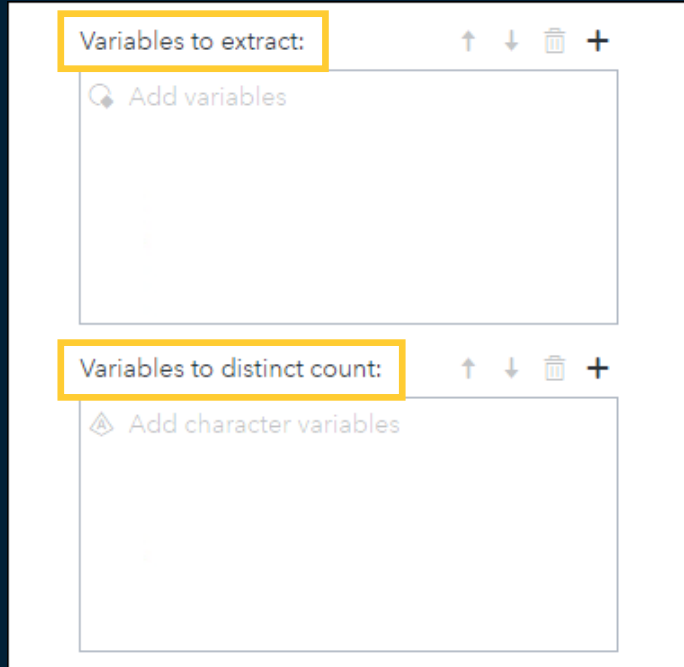 Variables to extract:
Add variables
Variables to distinct count:
A Add character variables